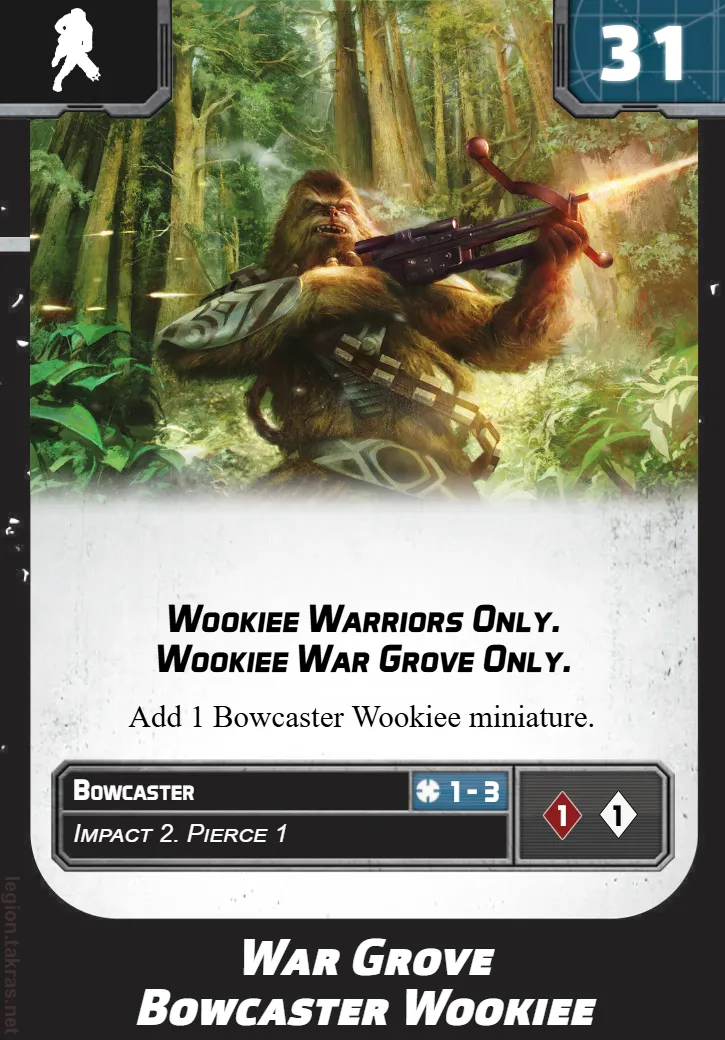 31
Wookiee Warriors Only.
Wookiee War Grove Only.
Add 1 Bowcaster Wookiee miniature.
Bowcaster 1 - 3
Impact 2. Pierce 1
1 1
legion.takras.net
War Grove
Bowcaster Wookiee